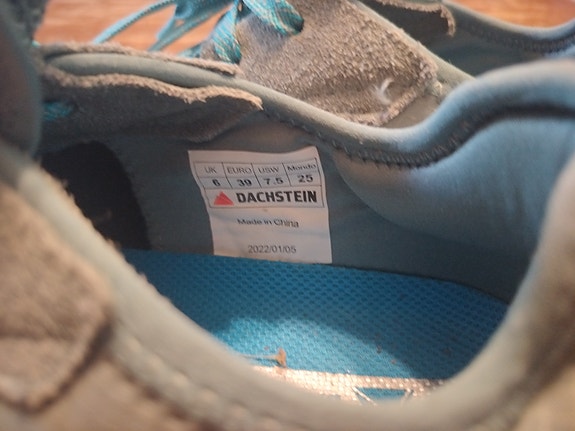 UK EURO USW Mondo
6 39 7.5 25
DACHSTEIN
Made in China
2022/01/05